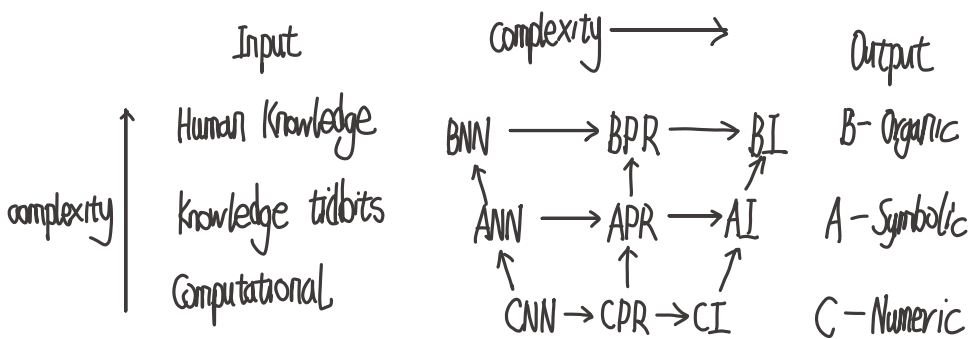 Input complexity Output
Human Knowledge BNN BPR BI B- Organic
complexity Knowledge tidbits ANN APR AI A - Symbolic
Computational CNN CPR CI C - Numeric